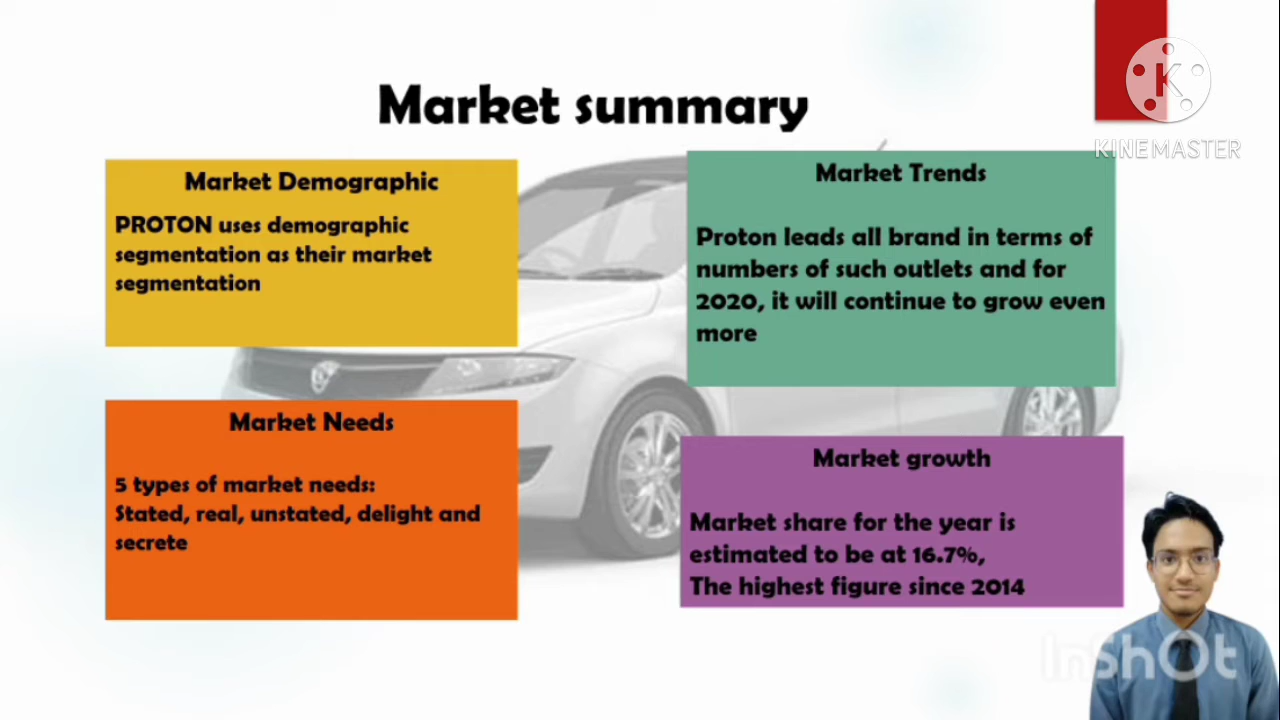 Market summary
Market Demographic
PROTON uses demographic
segmentation as their market
segmentation
Market Trends
Proton leads all brand in terms of
numbers of such outlets and for
2020, it will continue to grow even
more
Market Needs
5 types of market needs:
Stated, real, unstated, delight and
secrete
Market growth
Market share for the year is
estimated to be at 16.7%,
The highest figure since 2014
K
KINEMASTER
InShOt